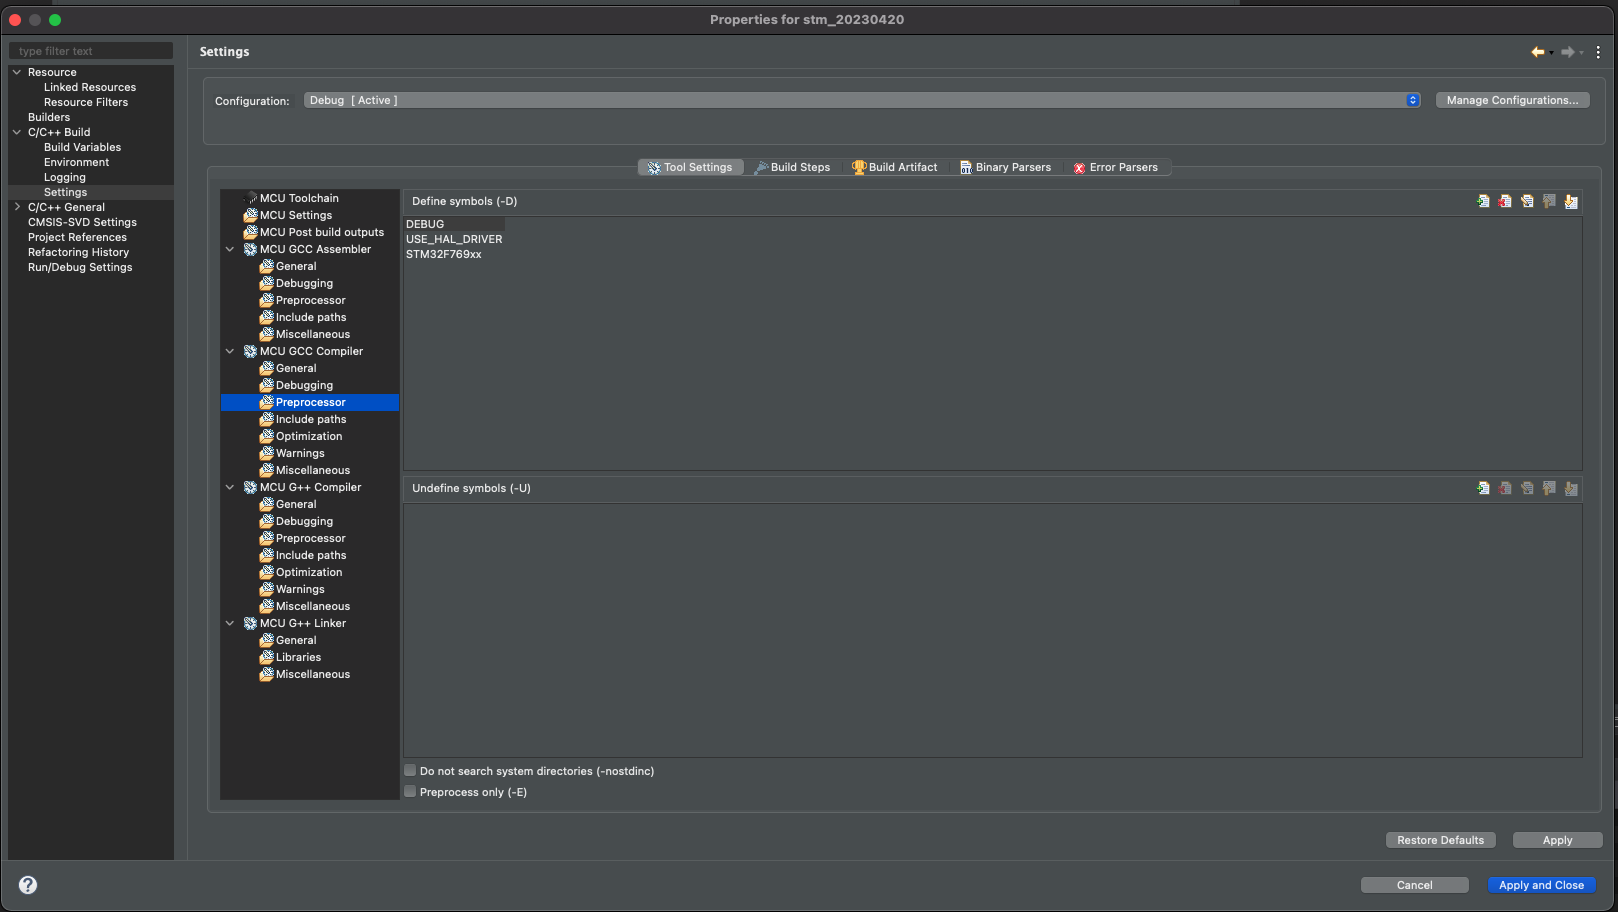 Properties for stm_20230420
type filter text
Resource
Linked Resources
Resource Filters
Builders
C/C++ Build
Build Variables
Environment
Logging
Settings
C/C++ General
CMSIS-SVD Settings
Project References
Refactoring History
Run/Debug Settings
Settings
Configuration: Debug [ Active ] Manage Configurations...
Tool Settings Build Steps Build Artifact Binary Parsers Error Parsers
MCU Toolchain
MCU Settings
MCU Post build outputs
MCU GCC Assembler
General
Debugging
Preprocessor
Include paths
Miscellaneous
MCU GCC Compiler
General
Debugging
Preprocessor
Include paths
Optimization
Warnings
Miscellaneous
MCU G++ Compiler
General
Debugging
Preprocessor
Include paths
Optimization
Warnings
Miscellaneous
MCU G++ Linker
General
Libraries
Miscellaneous
Define symbols (-D)
DEBUG
USE_HAL_DRIVER
STM32F769xx
Undefine symbols (-U)
Do not search system directories (-nostdinc)
Preprocess only (-E)
Restore Defaults Apply
? Cancel Apply and Close